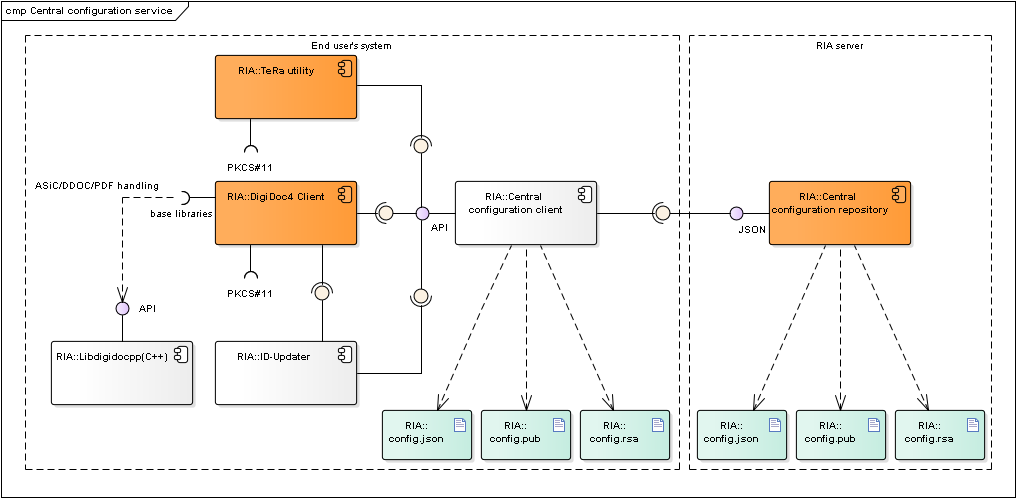 cmp Central configuration service
End user's system
RIA server
RIA::TeRa utility
PKCS#11
ASiC/DDOC/PDF handling
base libraries
RIA::DigiDoc4 Client
API
RIA::Central
configuration client
JSON
RIA::Central
configuration repository
PKCS#11
API
RIA::Libdigidocpp(C++)
RIA::ID-Updater
RIA::
config.json
RIA::
config.pub
RIA::
config.rsa
RIA::
config.json
RIA::
config.pub
RIA::
config.rsa